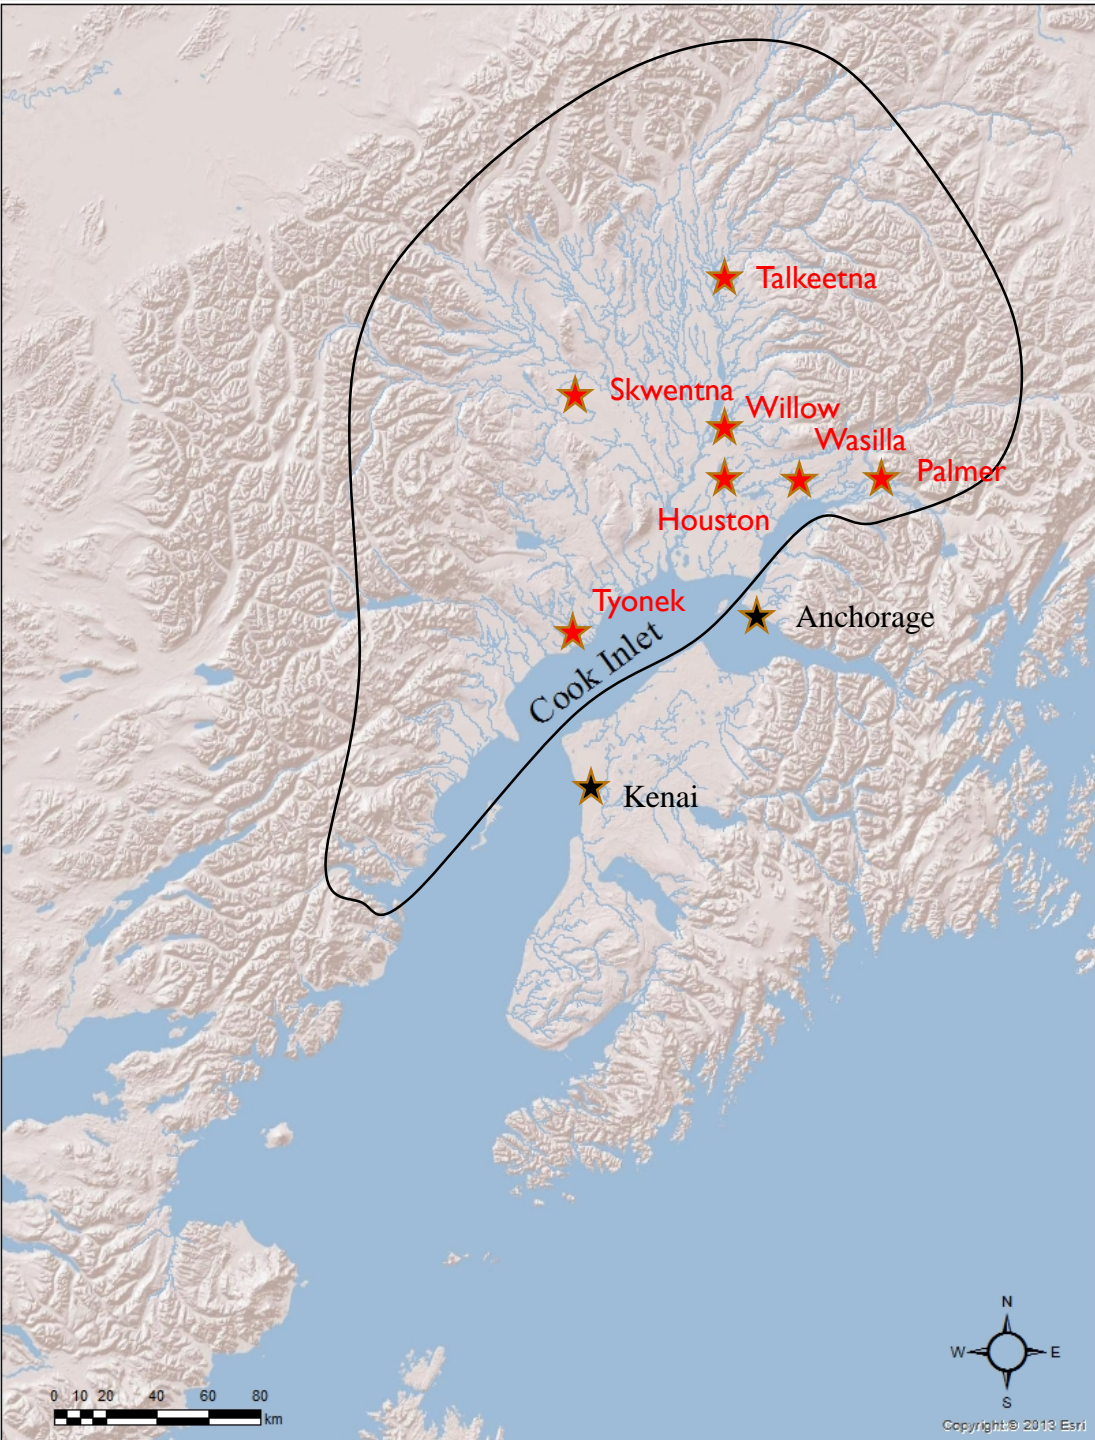 Talkeetna
Skwentna
Willow
Wasilla
Palmer
Houston
Tyonek
Anchorage
Cook Inlet
Kenai
N
W E
S
0 10 20 40 60 80
km
Copyright:© 2013 Esri